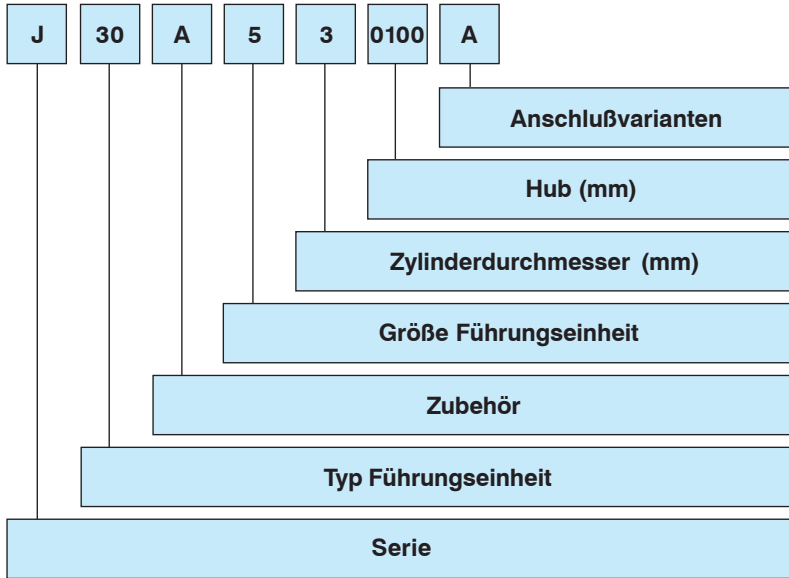 J 30 A 5 3 0100 A
Anschlußvarianten
Hub (mm)
Zylinderdurchmesser (mm)
Größe Führungseinheit
Zubehör
Typ Führungseinheit
Serie